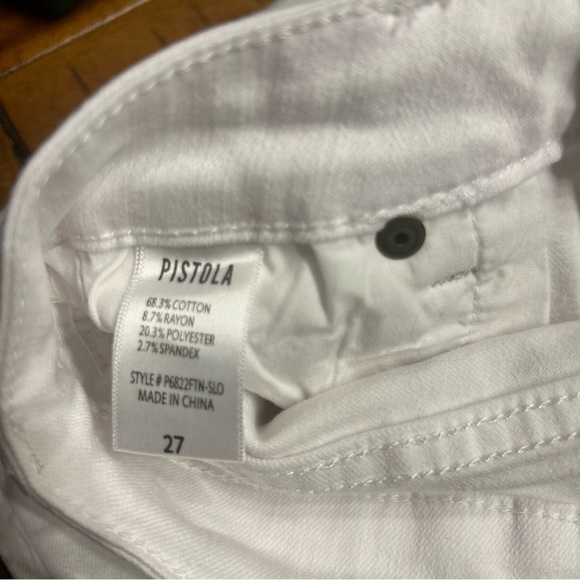 PISTOLA
68.3%COTTON
8.7%RAYON
20.3%POLYESTER
2.7%SPANDEX
STYLE # P6822FTN-SLO
MADE IN CHINA
27